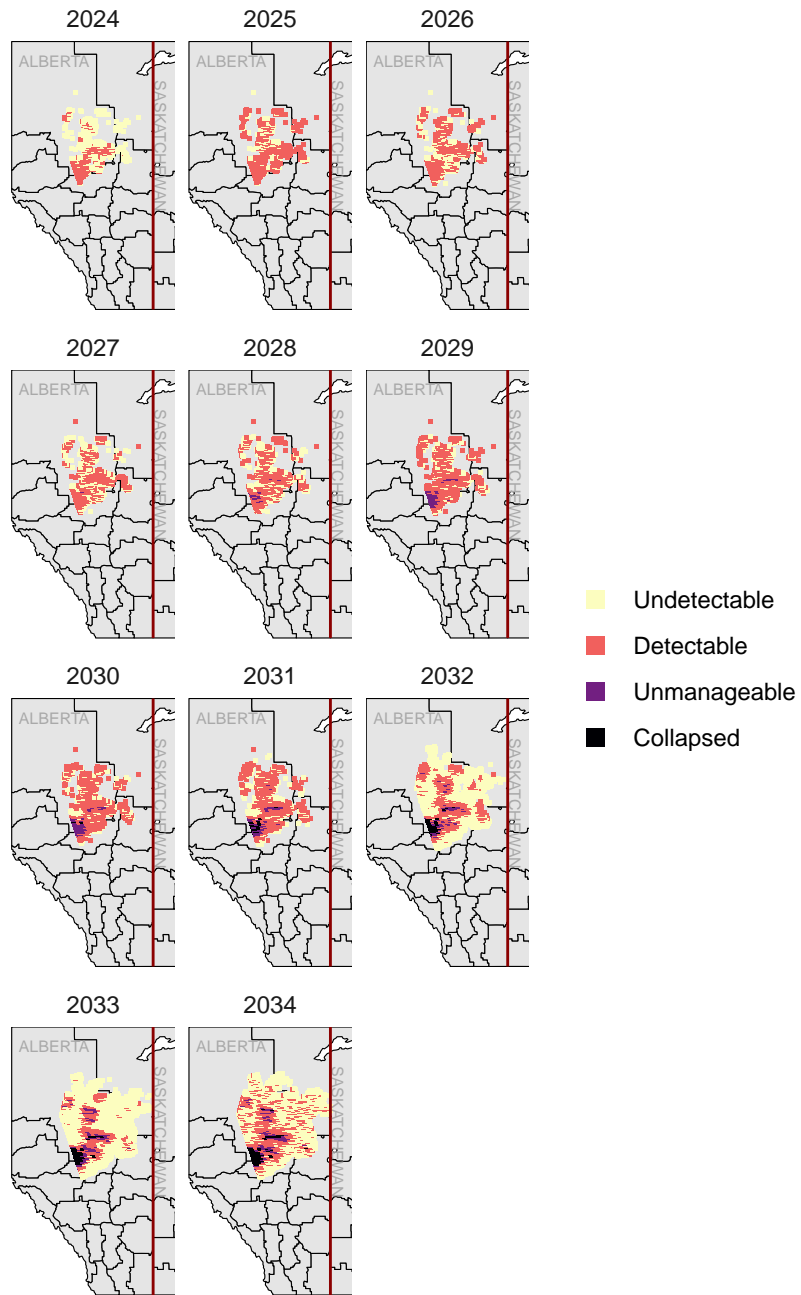 2024 2025 2026
ALBERTA ALBERTA ALBERTA
SASKATCHEWAN SASKATCHEWAN SASKATCHEWAN
2027 2028 2029
ALBERTA ALBERTA ALBERTA
SASKATCHEWAN SASKATCHEWAN SASKATCHEWAN
Undetectable
Detectable
Unmanageable
Collapsed
2030 2031 2032
ALBERTA ALBERTA ALBERTA
SASKATCHEWAN SASKATCHEWAN SASKATCHEWAN
2033 2034
ALBERTA ALBERTA
SASKATCHEWAN SASKATCHEWAN